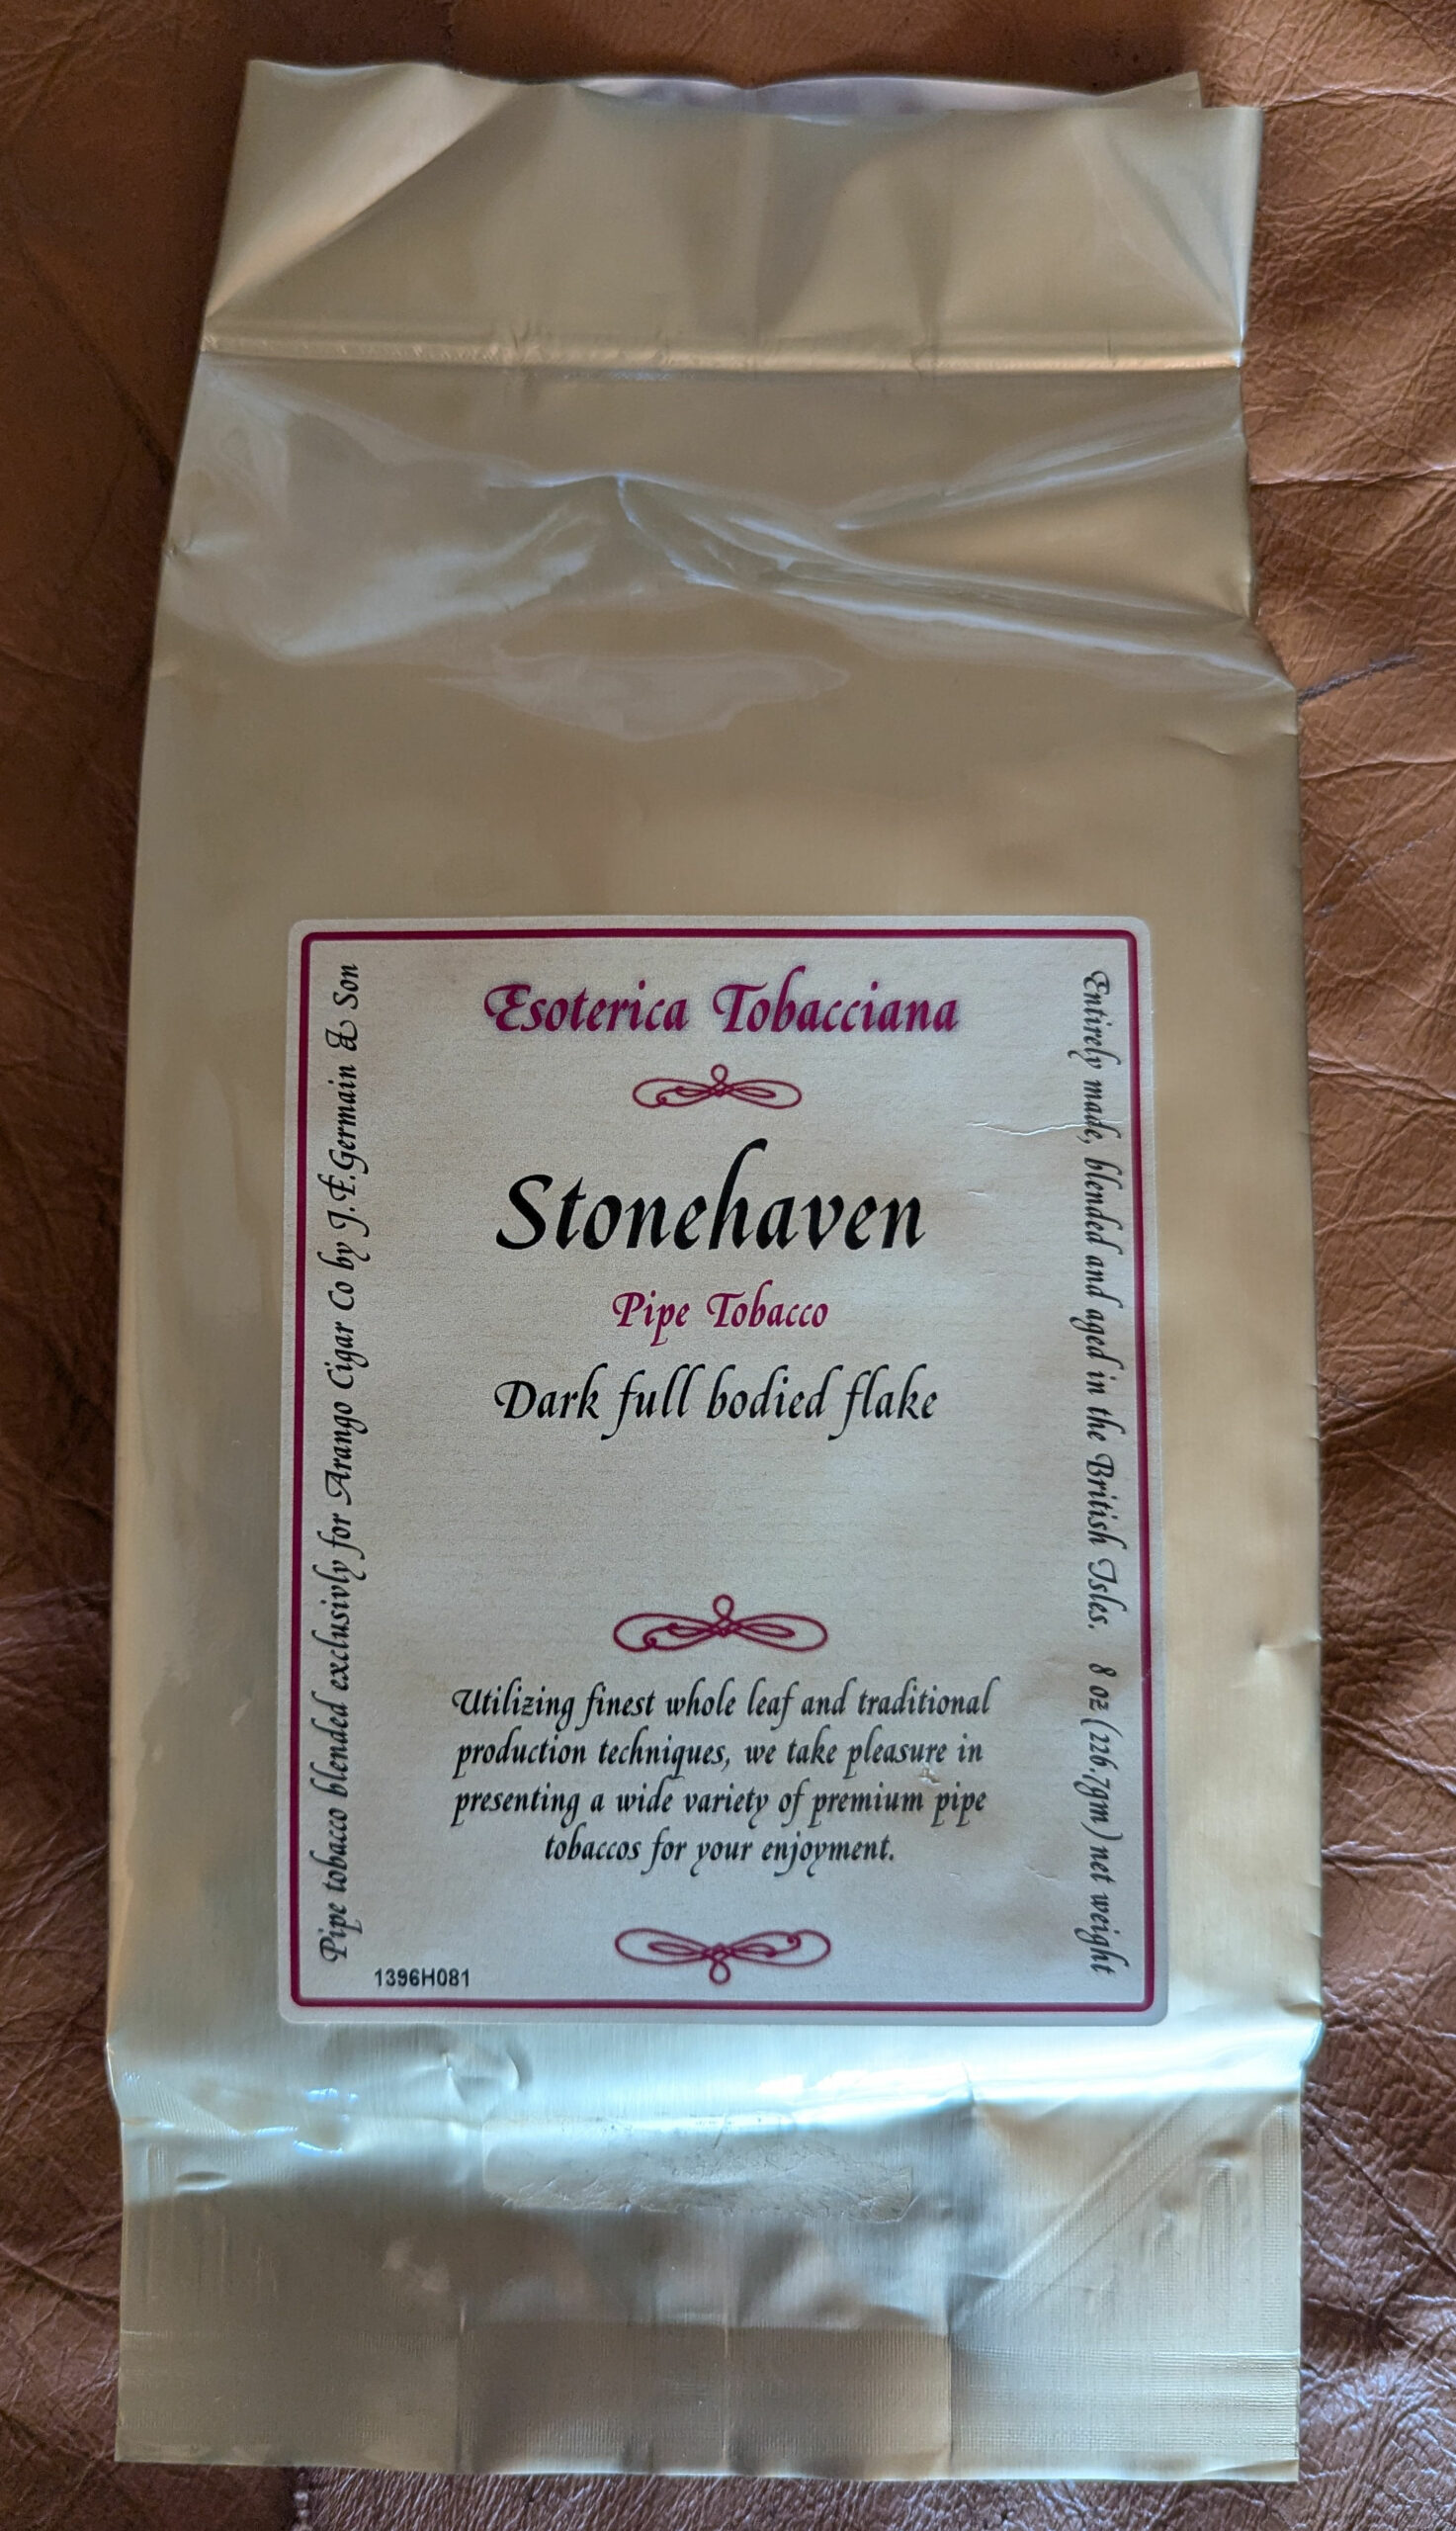 Esoterica Tobacciana
Stonehaven
Pipe Tobacco
Dark full bodied flake
Utilizing finest whole leaf and traditional
production techniques, we take pleasure in
presenting a wide variety of premium pipe
tobaccos for your enjoyment.
Pipe tobacco blended exclusivly for Arango Cigar Co by J.F.Germain & Son
Entirely made, blended and aged in the British Isles. 8 oz (226.7gm) net weight
1396H081